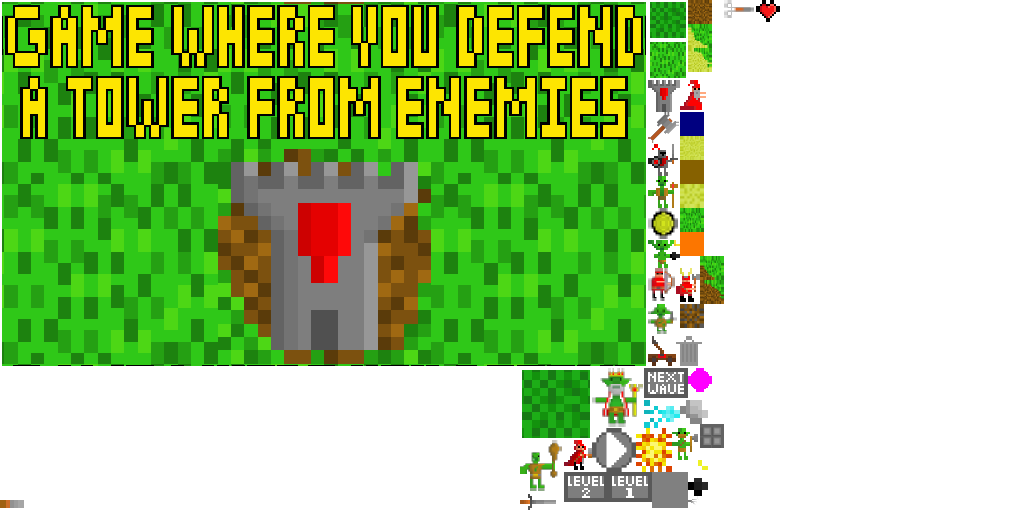 GAME WHERE YOU DEFEND
A TOWER FROM ENEMIES
NEXT
WAVE
LEVEL
2
LEVEL
1